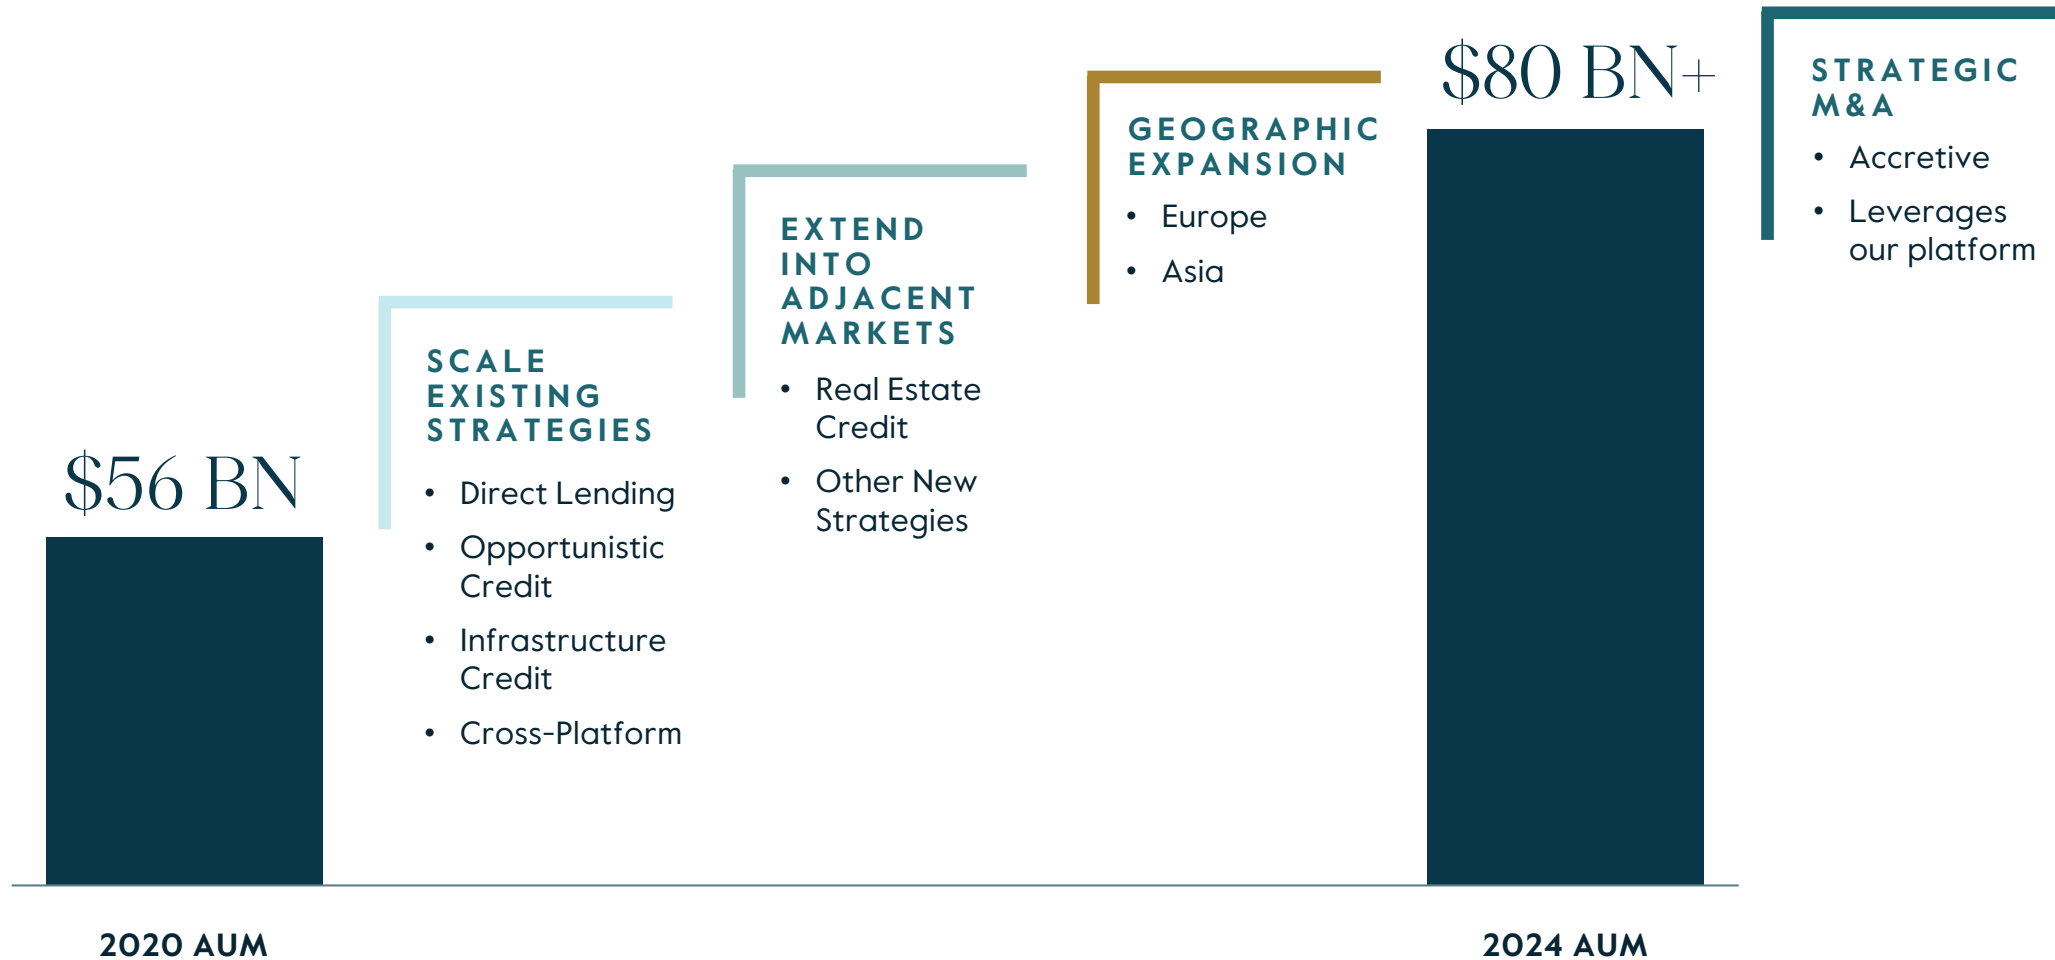 $56 BN
2020 AUM
SCALE
EXISTING
STRATEGIES
• Direct Lending
• Opportunistic
Credit
• Infrastructure
Credit
• Cross-Platform
EXTEND
INTO
ADJACENT
MARKETS
• Real Estate
Credit
• Other New
Strategies
GEOGRAPHIC
EXPANSION
• Europe
• Asia
$80 BN+
2024 AUM
STRATEGIC
M&A
• Accretive
• Leverages
our platform